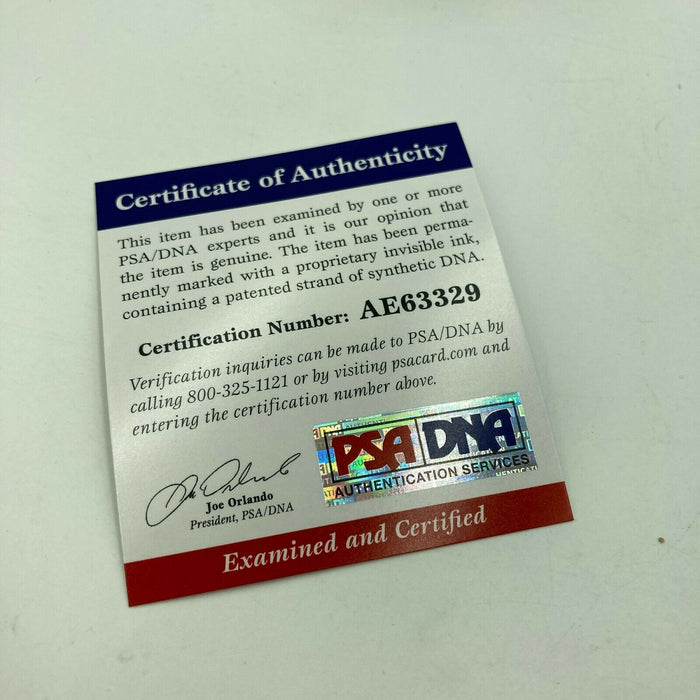 Certificate of Authenticity
This item has been examined by one or more
PSA/DNA experts and it is our opinion that
the item is genuine. The item has been perma-
nently marked with a proprietary invisible ink,
containing a patented strand of synthetic DNA.
Certification Number: AE63329
Verification inquiries can be made to PSA/DNA by
calling 800-325-1121 or by visiting psacard.com and
entering the certification number above.
Joe Orlando
President, PSA/DNA
PSA DNA
AUTHENTICATION SERVICES
Examined and Certified